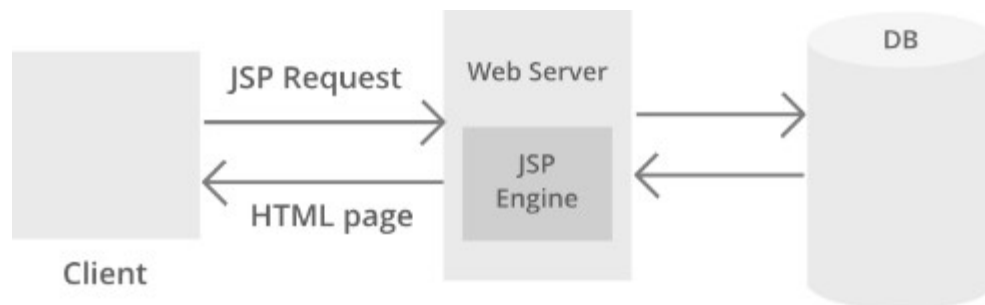 JSP Request
HTML page
Client
Web Server
JSP
Engine
DB